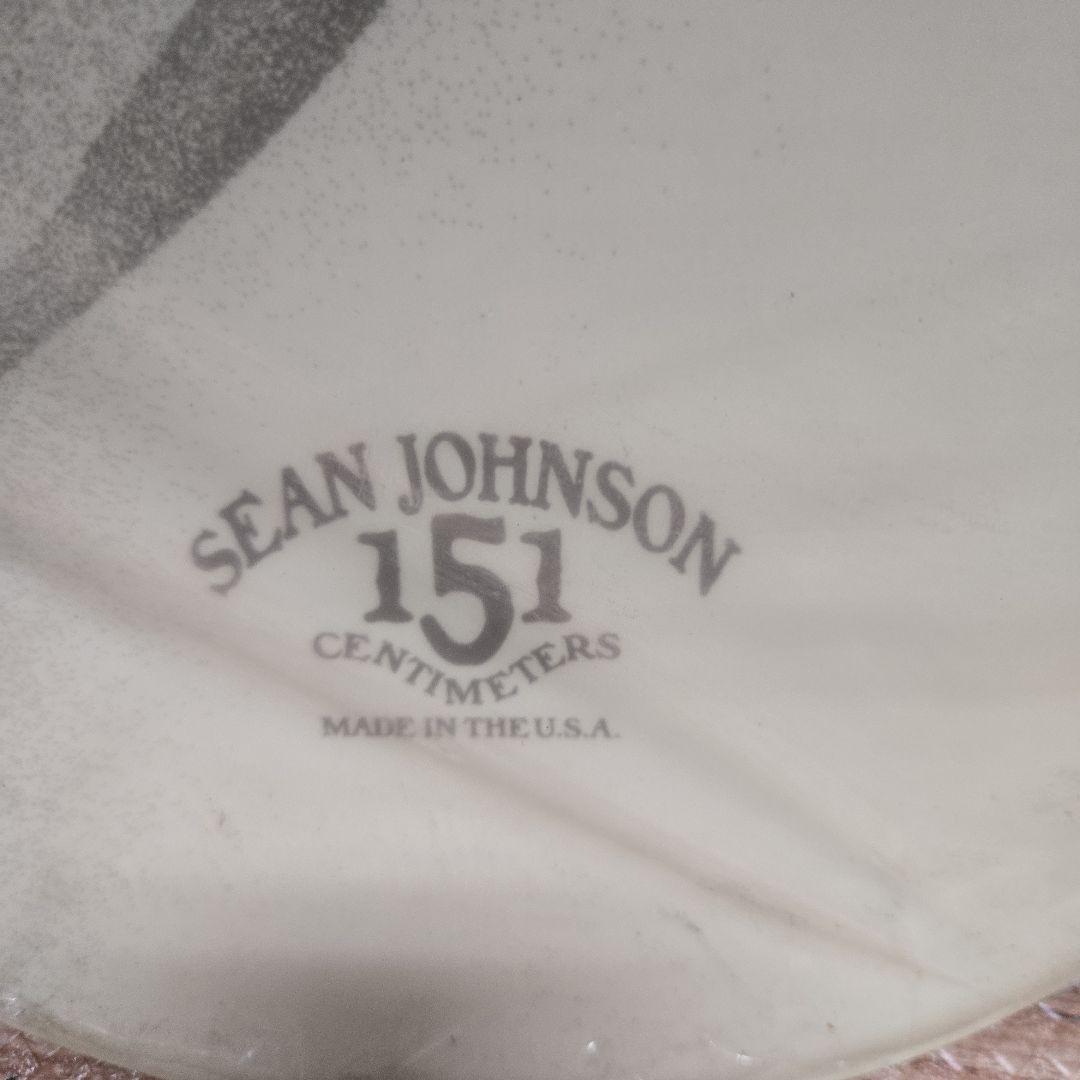 SEAN JOHNSON
151
CENTIMETERS
MADE IN THE U.S.A.